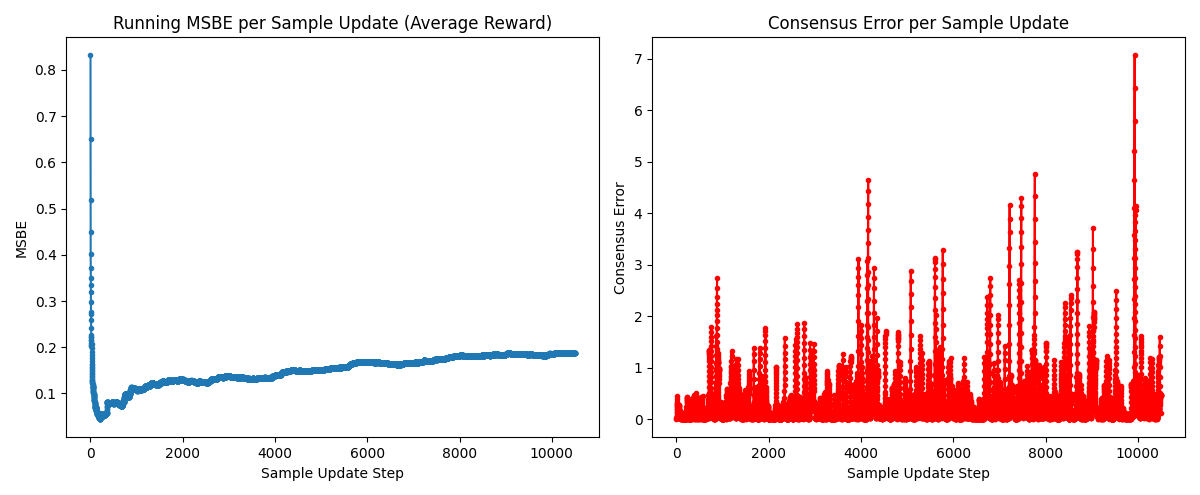 Running MSBE per Sample Update (Average Reward)
MSBE
0.8
0.7
0.6
0.5
0.4
0.3
0.2
0.1
0 2000 4000 6000 8000 10000
Sample Update Step
Consensus Error per Sample Update
Consensus Error
7
6
5
4
3
2
1
0
0 2000 4000 6000 8000 10000
Sample Update Step